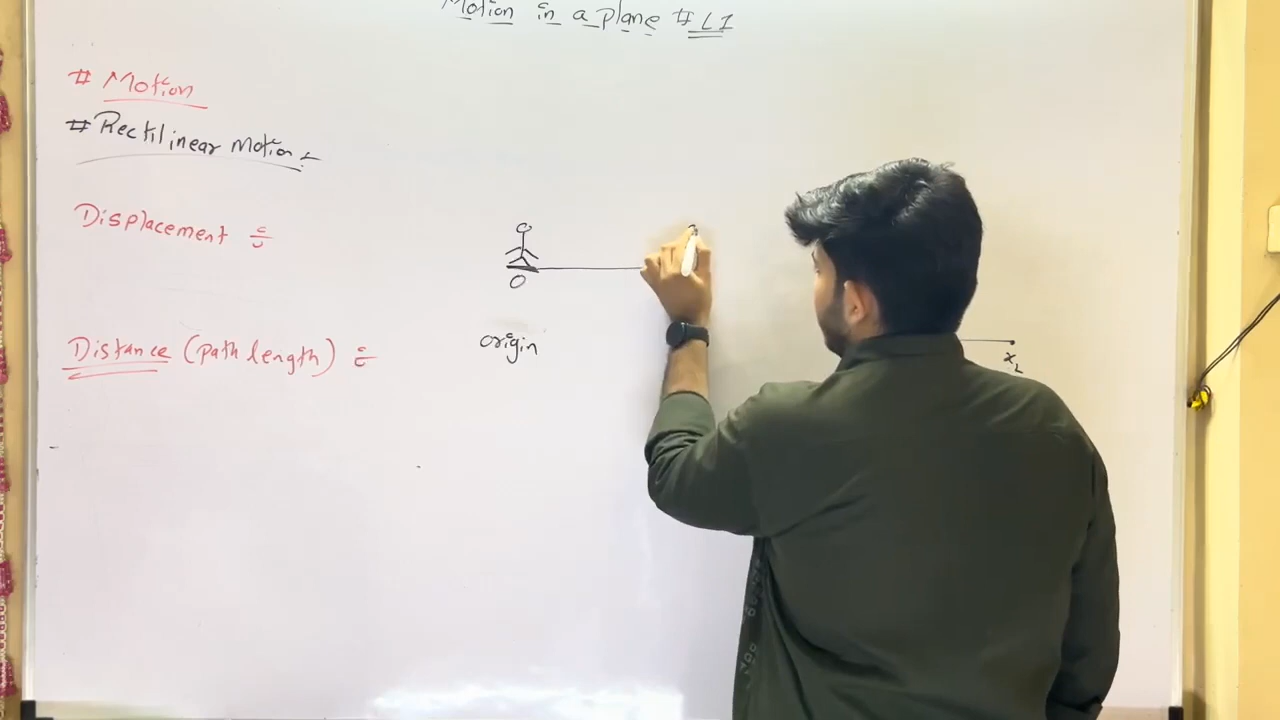 Motion in a plane # L1
# Motion
# Rectilinear Motion :-
Displacement ÷
O
origin
Distance (path length) ÷
x₂